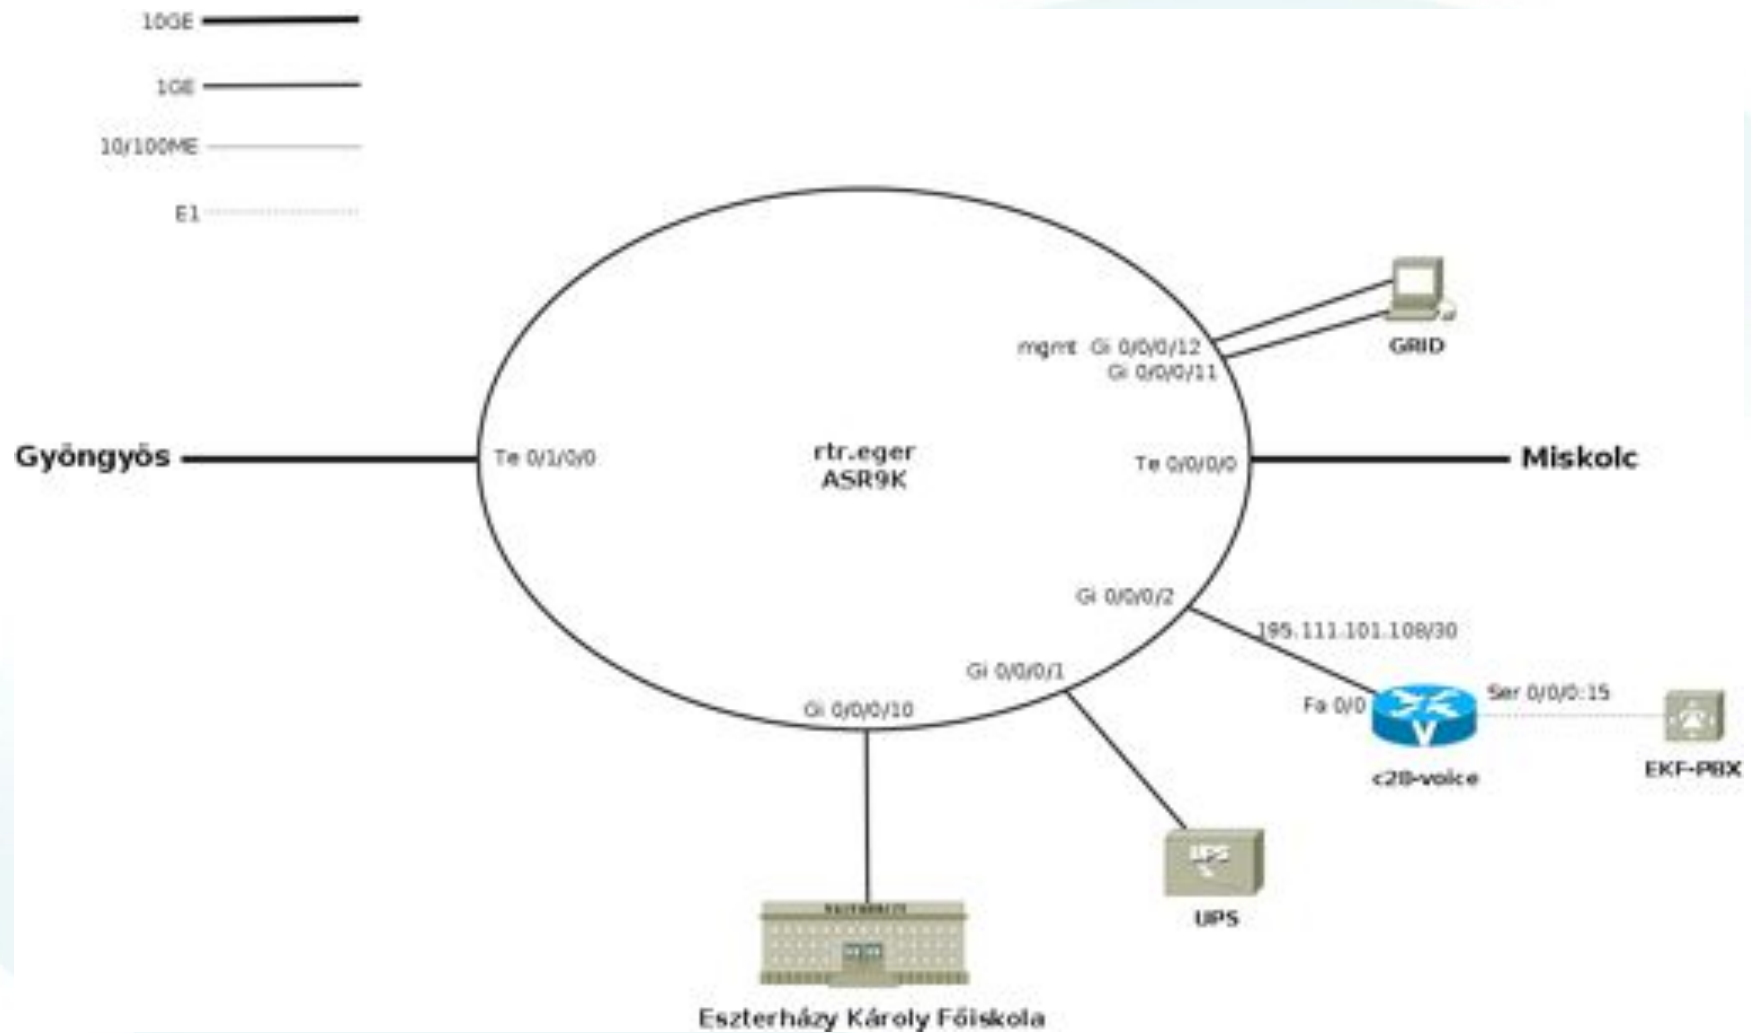 10GE
1GE
10/100ME
E1
mgmt Gi 0/0/0/12
Gi 0/0/0/11
GRID
Gyöngyös
Te 0/1/0/0
rtr.eger
ASR9K
Te 0/0/0/0
Miskolc
Gi 0/0/0/2
195.111.101.108/30
Gi 0/0/0/1
Fa 0/0
Ser 0/0/0:15
V
c28-voice
EKF-PBX
Gi 0/0/0/10
UPS
UPS
Eszterházy Károly Főiskola